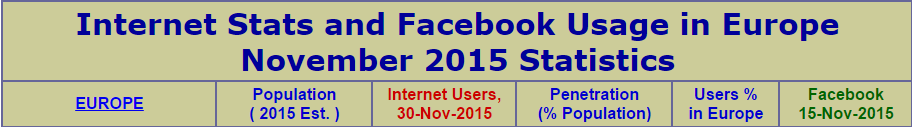 Internet Stats and Facebook Usage in Europe
November 2015 Statistics
EUROPE
Population
( 2015 Est. )
Internet Users,
30-Nov-2015
Penetration
(% Population)
Users %
in Europe
Facebook
15-Nov-2015